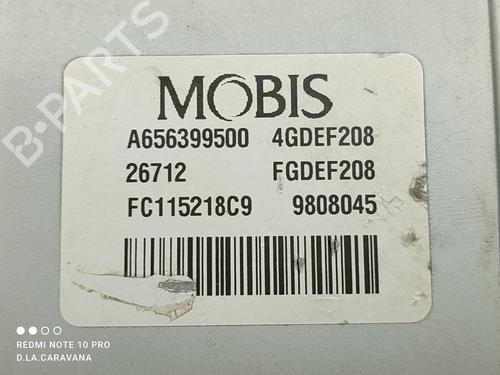 B-PARTS
MOBIS
A656399500 4GDEF208
26712 FGDEF208
FC115218C9 9808045
REDMI NOTE 10 PRO
D.LA.CARAVANA